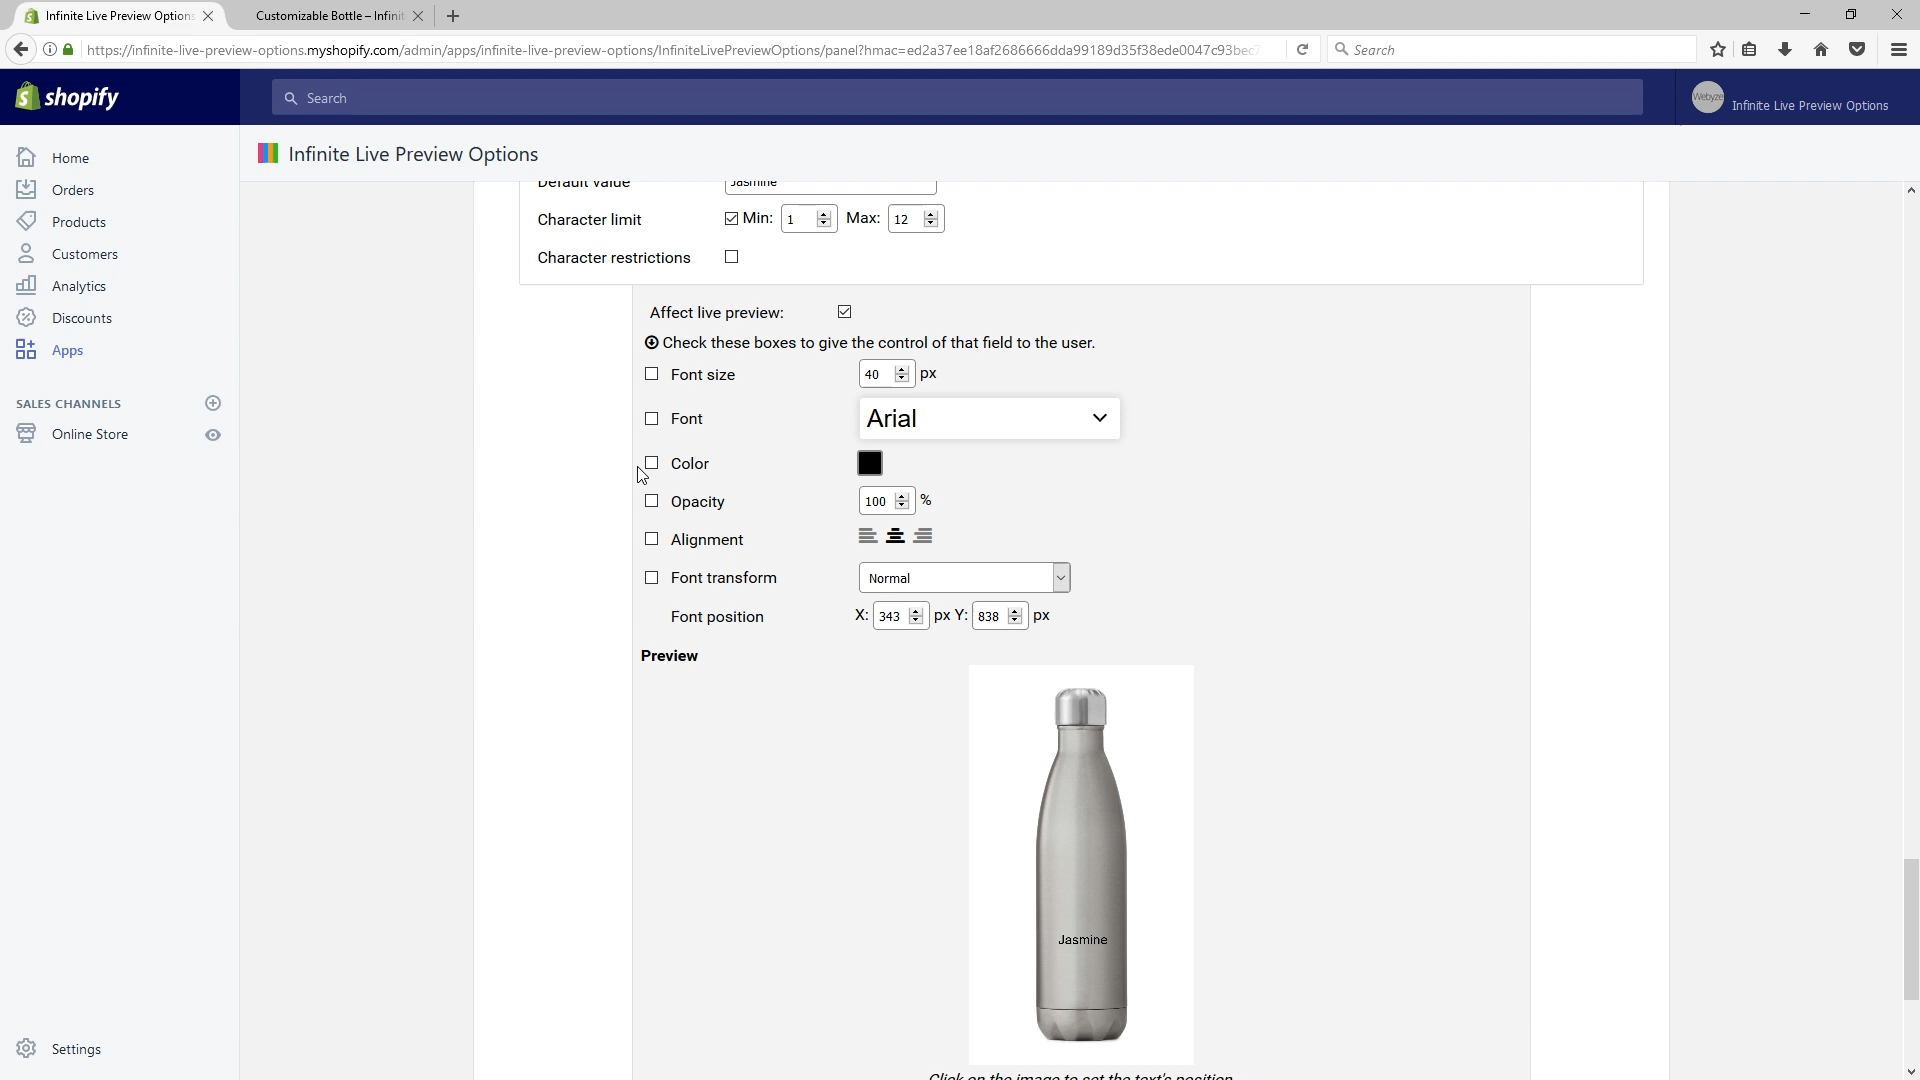 Infinite Live Preview Options
Customizable Bottle – Infinit
https://infinite-live-preview-options.myshopify.com/admin/apps/infinite-live-preview-options/InfiniteLivePreviewOptions/panel?hmac=ed2a37ee18af2686666dda99189d35f38ede0047c93bec7
Search
shopify
Search
Webyze
Infinite Live Preview Options
Home
Orders
Products
Customers
Analytics
Discounts
Apps
SALES CHANNELS
Online Store
Settings
Infinite Live Preview Options
Default value Jasmine
Character limit Min: 1 Max: 12
Character restrictions
Affect live preview:
Check these boxes to give the control of that field to the user.
Font size 40 px
Font Arial
Color
Opacity 100 %
Alignment
Font transform Normal
Font position X: 343 px Y: 838 px
Preview
Jasmine
Click on the image to set the text's position